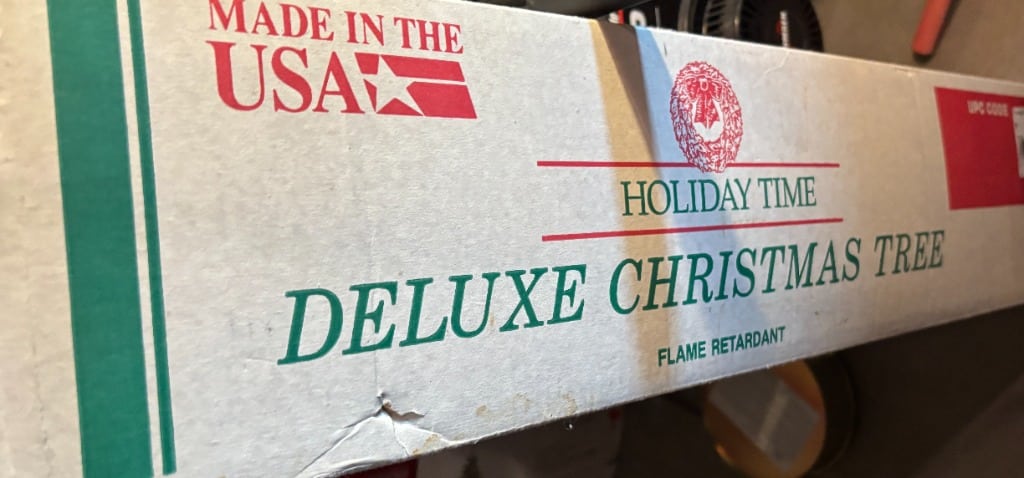 MADE IN THE
USA
UPC CODE
HOLIDAY TIME
DELUXE CHRISTMAS TREE
FLAME RETARDANT